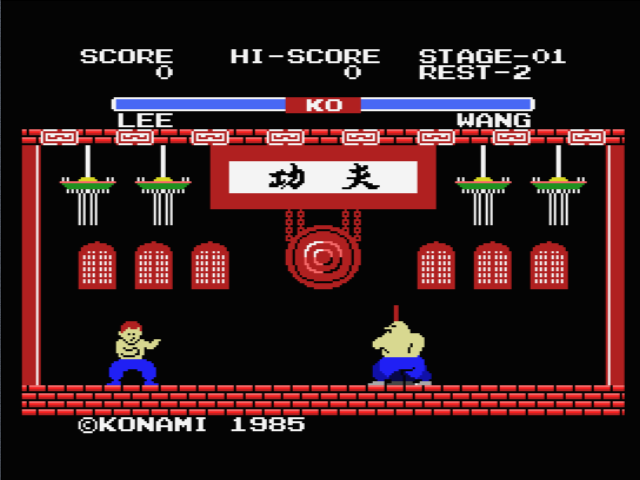 SCORE HI-SCORE STAGE-01
0 0 REST-2
KO
LEE WANG
功 夫
©KONAMI 1985